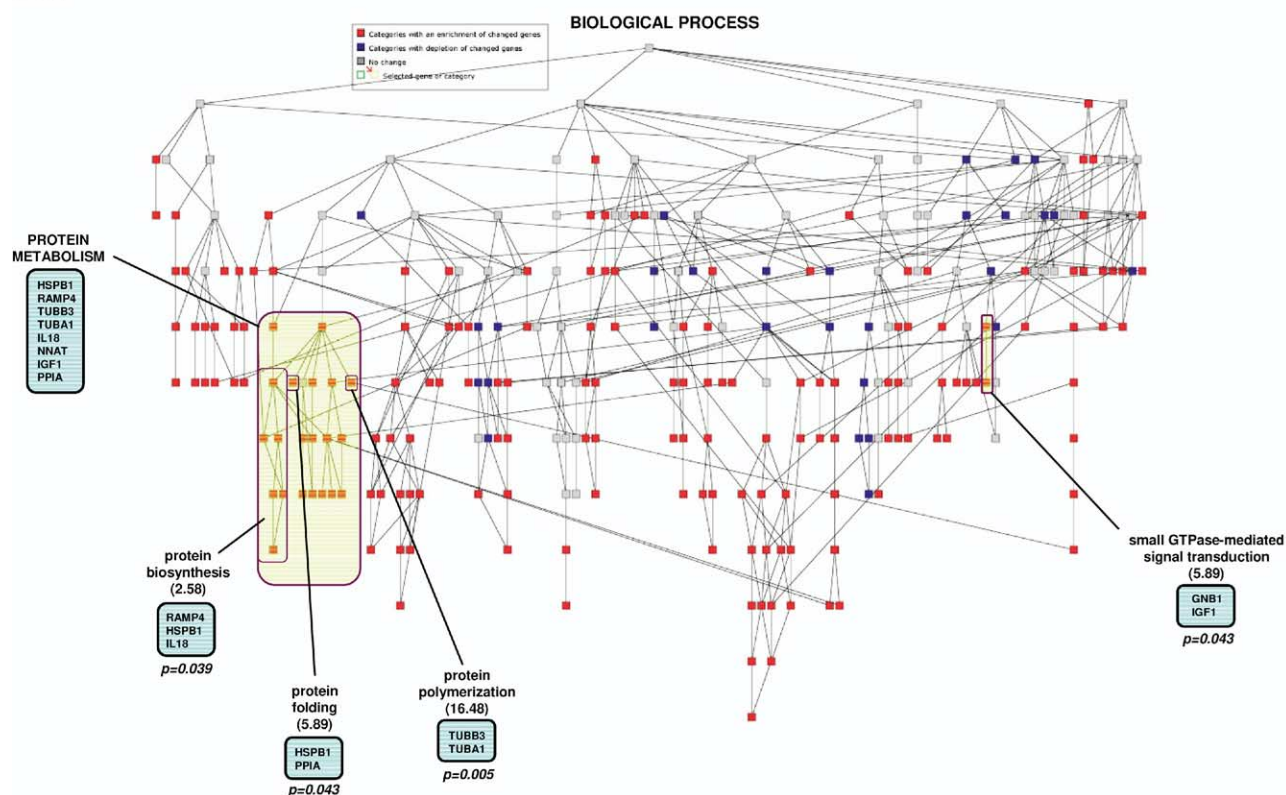 BIOLOGICAL PROCESS
Categories with an enrichment of changed genes
Categories with depletion of changed genes
No change
Selected gene or category
PROTEIN
METABOLISM
HSPB1
RAMP4
TUBB3
TUBA1
IL18
NNAT
IGF1
PPIA
protein
biosynthesis
(2.58)
RAMP4
HSPB1
IL18
p=0.039
protein
folding
(5.89)
HSPB1
PPIA
p=0.043
protein
polymerization
(16.48)
TUBB3
TUBA1
p=0.005
small GTPase-mediated
signal transduction
(5.89)
GNB1
IGF1
p=0.043